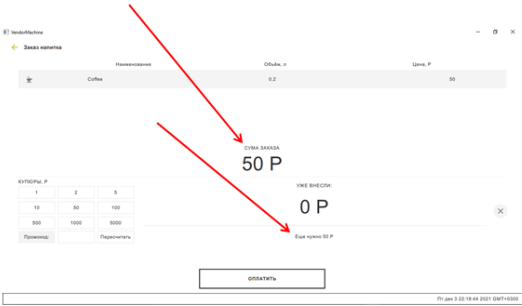 VendorMachine
Заказ напитка
Наименование Объём, л Цена, Р
Coffee 0.2 50
СУМА ЗАКАЗА
50 Р
КУПЮРЫ, Р
УЖЕ ВНЕСЛИ:
1 2 5
0 Р
10 50 100
500 1000 5000
Промокод: Пересчитать
Еще нужно 50 Р
ОПЛАТИТЬ
Пт дек 3 22:18:44 2021 GMT+0300